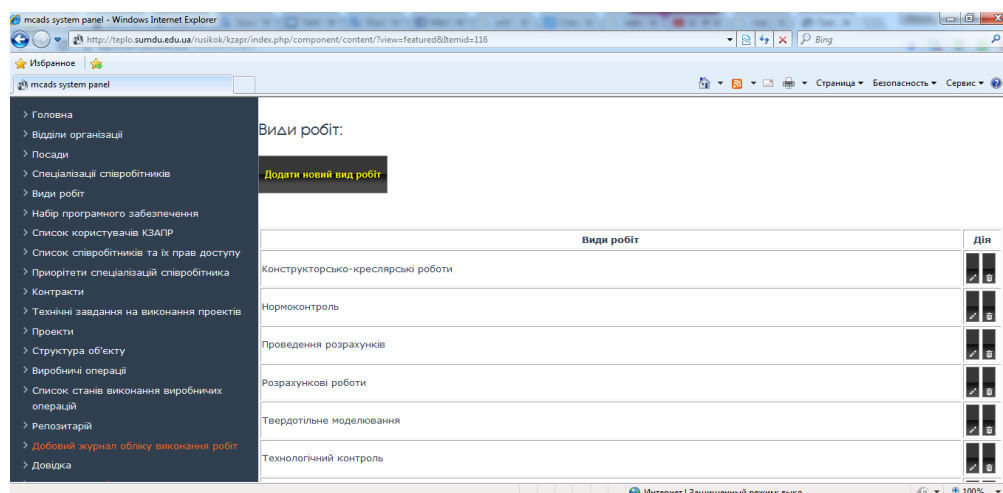 mcads system panel - Windows Internet Explorer
http://teplo.sumdu.edu.ua/rusikok/kzapr/index.php/component/content/?view=featured&Itemid=116
Bing
Избранное
mcads system panel
Страница
Безопасность
Сервис
Головна
Відділи організації
Посади
Спеціалізації співробітників
Види робіт
Набір програмного забезпечення
Список користувачів КЗАПР
Список співробітників та їх прав доступу
Приорітети спеціалізацій співробітника
Контракти
Технічні завдання на виконання проектів
Проекти
Структура об'єкту
Виробничі операції
Список станів виконання виробничих
операцій
Репозитарій
Добовий журнал обліку виконання робіт
Довідка
Види робіт:
Додати новий вид робіт
Види робіт Дія
Конструкторсько-креслярські роботи
Нормоконтроль
Проведення розрахунків
Розрахункові роботи
Твердотільне моделювання
Технологічний контроль
Интернет | Защищенный режим: выкл.
100%